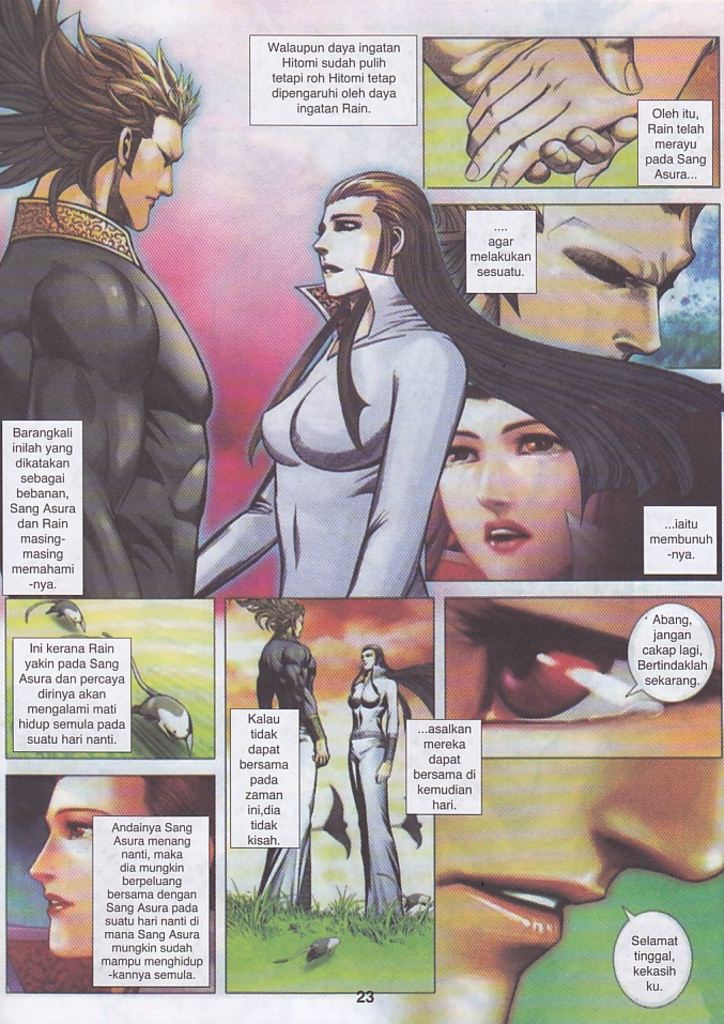 Walaupun daya ingatan
Hitomi sudah pulih
tetapi roh Hitomi tetap
dipengaruhi oleh daya
ingatan Rain.
Oleh itu,
Rain telah
merayu
pada Sang
Asura...
....
agar
melakukan
sesuatu.
Barangkali
inilah yang
dikatakan
sebagai
bebanan,
Sang Asura
dan Rain
masing-
masing
memahami
-nya.
...iaitu
membunuh
-nya.
Ini kerana Rain
yakin pada Sang
Asura dan percaya
dirinya akan
mengalami mati
hidup semula pada
suatu hari nanti.
Kalau
tidak
dapat
bersama
pada
zaman
ini,dia
tidak
kisah.
...asalkan
mereka
dapat
bersama di
kemudian
hari.
Abang,
jangan
cakap lagi,
Bertindaklah
sekarang.
Andainya Sang
Asura menang
nanti, maka
dia mungkin
berpeluang
bersama dengan
Sang Asura pada
suatu hari nanti di
mana Sang Asura
mungkin sudah
mampu menghidup
-kannya semula.
Selamat
tinggal,
kekasih
ku.
23